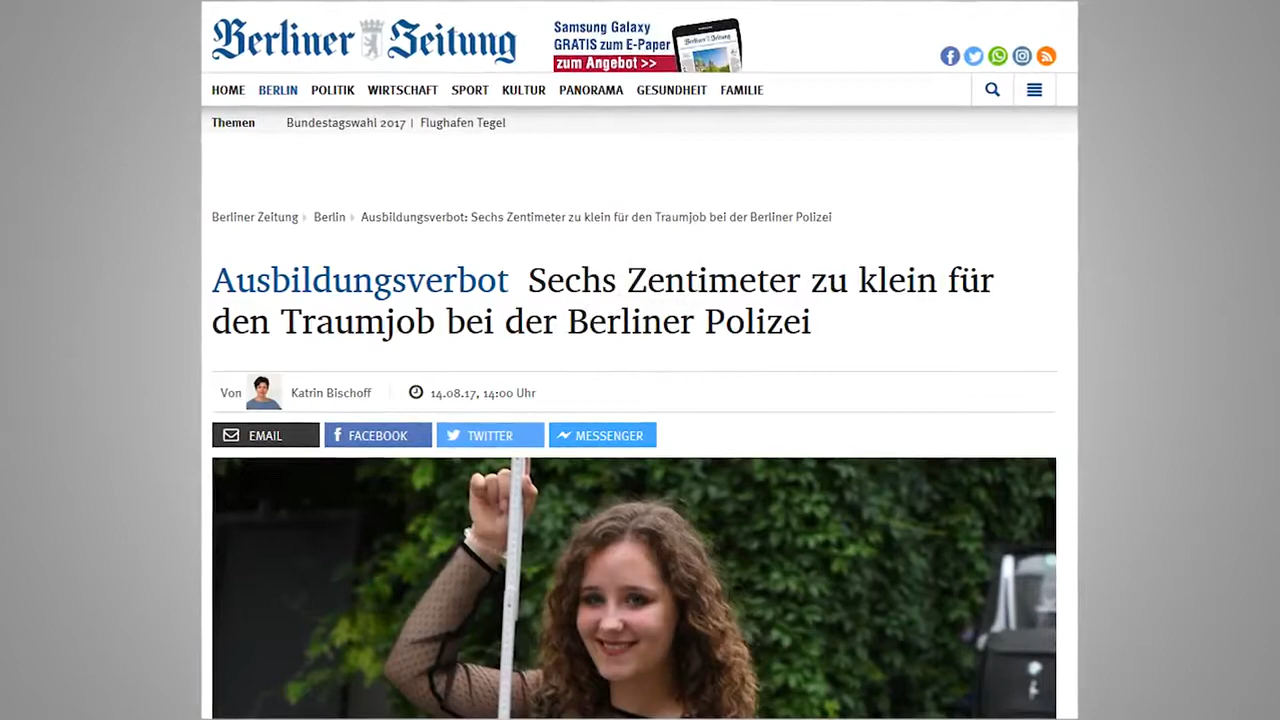 Berliner Zeitung
Samsung Galaxy
GRATIS zum E-Paper
zum Angebot >>
HOME BERLIN POLITIK WIRTSCHAFT SPORT KULTUR PANORAMA GESUNDHEIT FAMILIE
Themen Bundestagswahl 2017 | Flughafen Tegel
Berliner Zeitung Berlin Ausbildungsverbot: Sechs Zentimeter zu klein für den Traumjob bei der Berliner Polizei
Ausbildungsverbot Sechs Zentimeter zu klein für
den Traumjob bei der Berliner Polizei
Von Katrin Bischoff 14.08.17, 14:00 Uhr
EMAIL FACEBOOK TWITTER MESSENGER